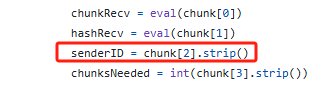 chunkRecv = eval(chunk[0])
hashRecv = eval(chunk[1])
senderID = chunk[2].strip()
chunksNeeded = int(chunk[3].strip())